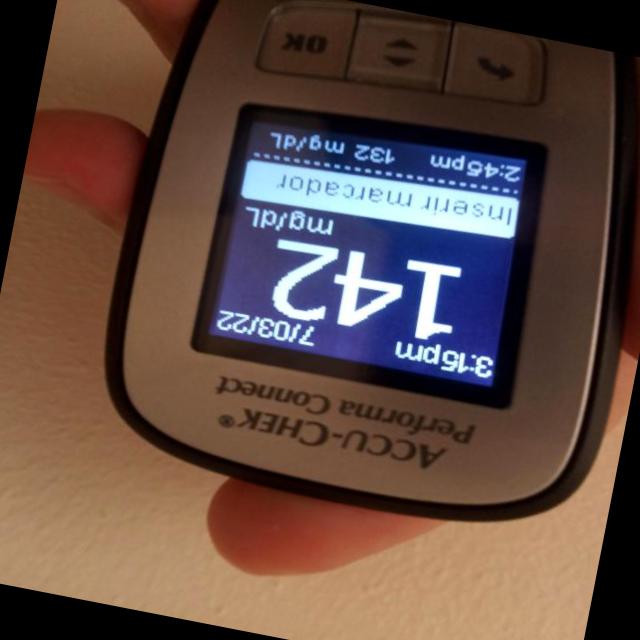 ACCU-CHEK®
Performa Connect
3:15pm 7/03/22
142 mg/dL
Inserir marcador
2:45pm 132 mg/dL
OK